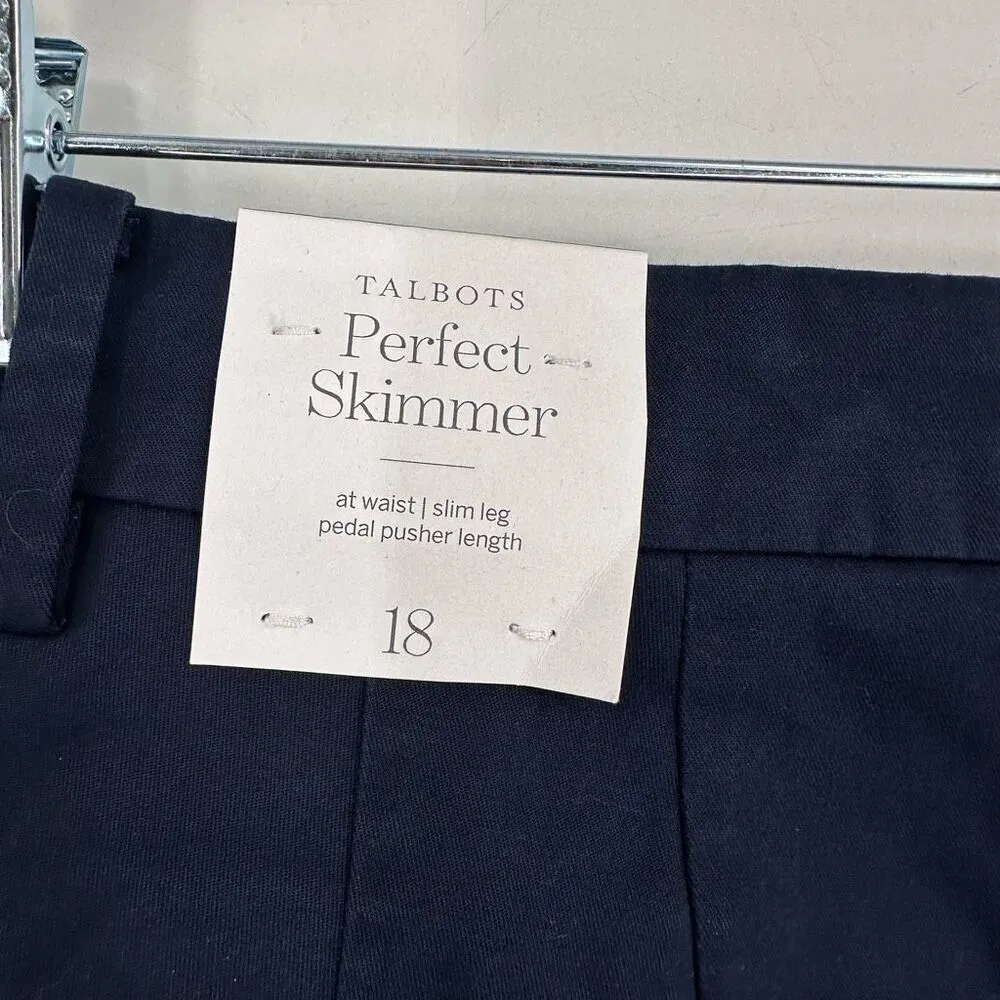 TALBOTS
Perfect
Skimmer
at waist | slim leg
pedal pusher length
18